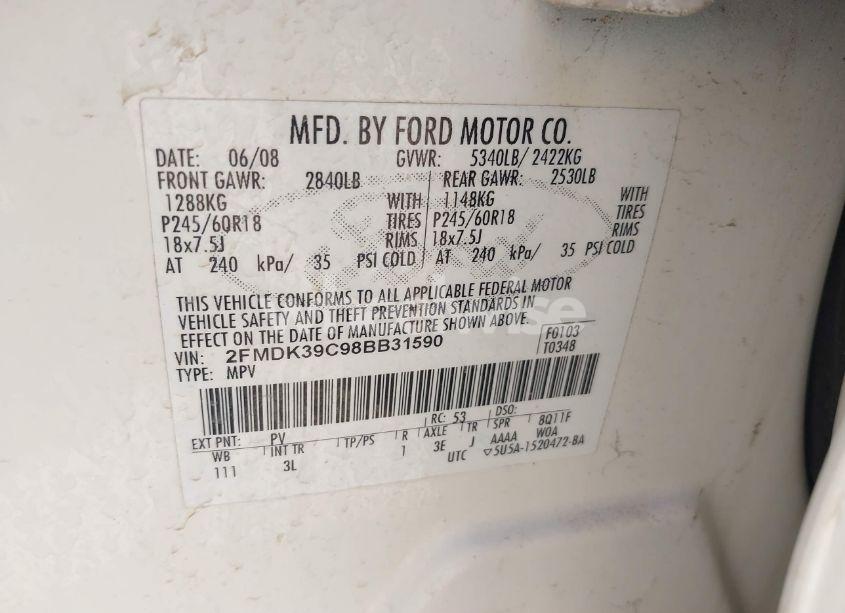 MFD. BY FORD MOTOR CO.
DATE: 06/08 GVWR: 5340LB/ 2422KG
FRONT GAWR: 2840LB REAR GAWR: 2530LB
1288KG WITH 1148KG WITH
P245/60R18 TIRES P245/60R18 TIRES
18x7.5J RIMS 18x7.5J RIMS
AT 240 kPa/ 35 PSI COLD AT 240 kPa/ 35 PSI COLD
THIS VEHICLE CONFORMS TO ALL APPLICABLE FEDERAL MOTOR
VEHICLE SAFETY AND THEFT PREVENTION STANDARDS IN
EFFECT ON THE DATE OF MANUFACTURE SHOWN ABOVE.
VIN: 2FMDK39C98BB31590 F0103
TYPE: MPV T0348
RC: 53 DSO:
EXT PNT: PV 8Q11F
WB INT TR TP/PS R AXLE TR SPR W0A
111 3L 1 3E J AAAA
UTC ▽5U5A-1520472-BA